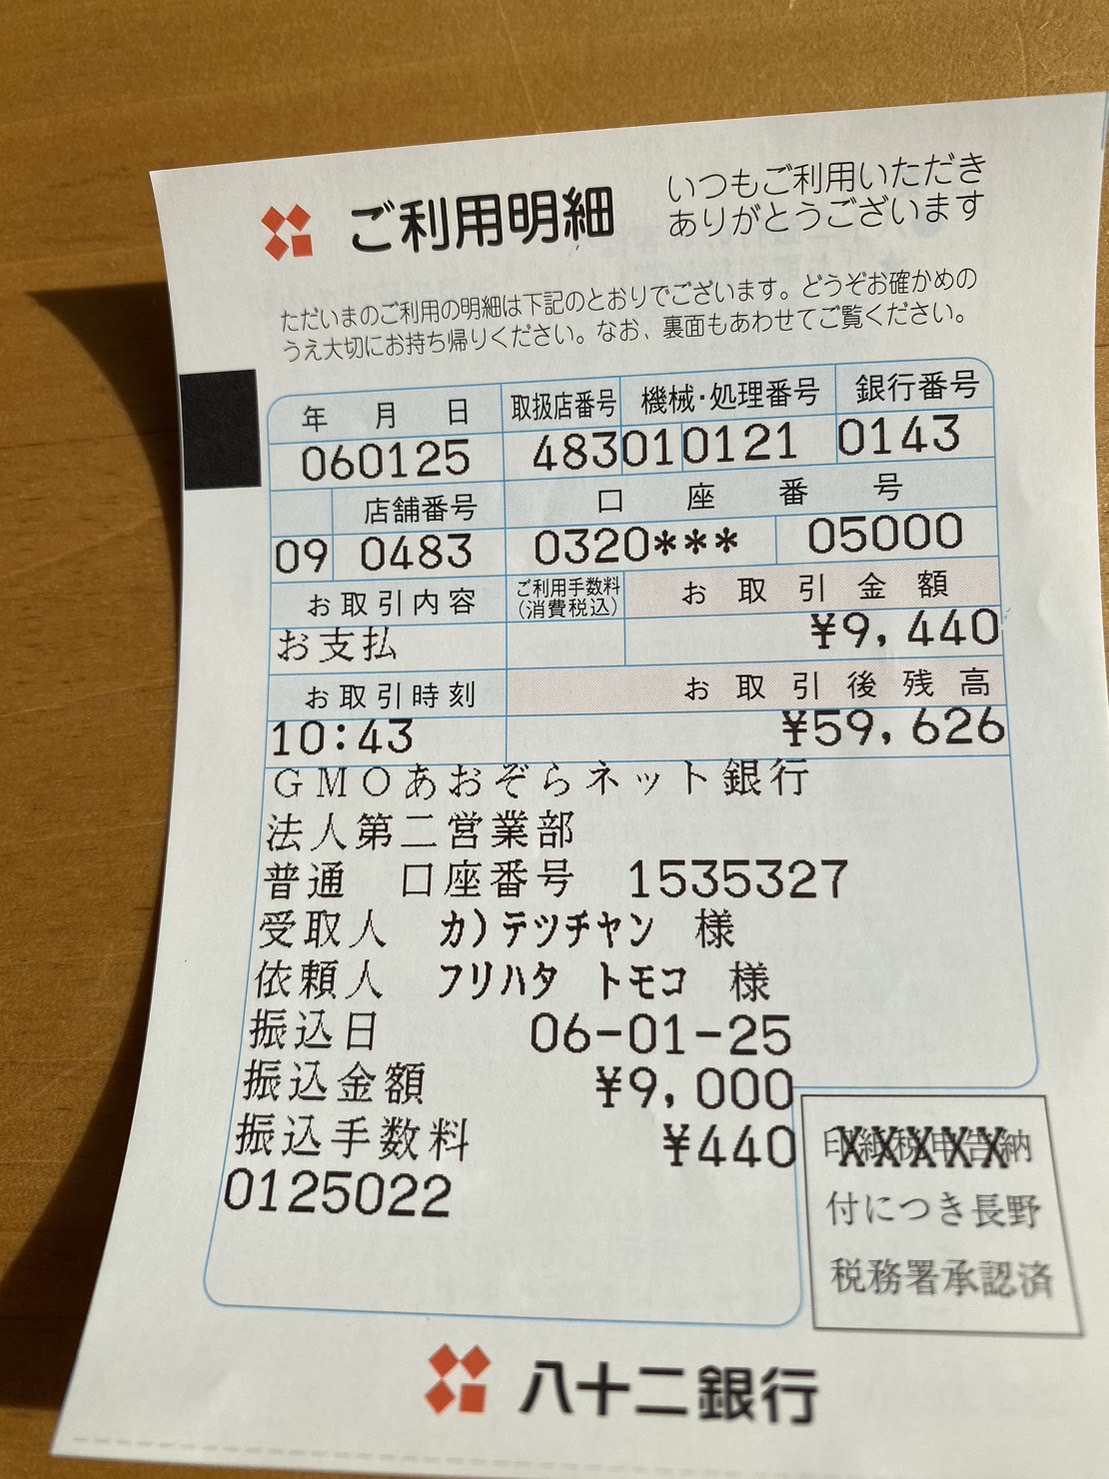 ご利用明細
いつもご利用いただき
ありがとうございます
ただいまのご利用の明細は下記のとおりでございます。どうぞお確かめの
うえ大切にお持ち帰りください。なお、裏面もあわせてご覧ください。
年 月 日 取扱店番号 機械・処理番号 銀行番号
060125 483 010 0121 0143
店舗番号 口座番号
09 0483 0320*** 05000
お取引内容 ご利用手数料(消費税込) お取引金額
お支払 ¥9,440
お取引時刻 お取引後残高
10:43 ¥59,626
GMOあおぞらネット銀行
法人第二営業部
普通 口座番号 1535327
受取人 カ)テツチヤン 様
依頼人 フリハタ トモコ 様
振込日 06-01-25
振込金額 ¥9,000
振込手数料 ¥440
0125022
印紙税申告納
付につき長野
税務署承認済
八十二銀行